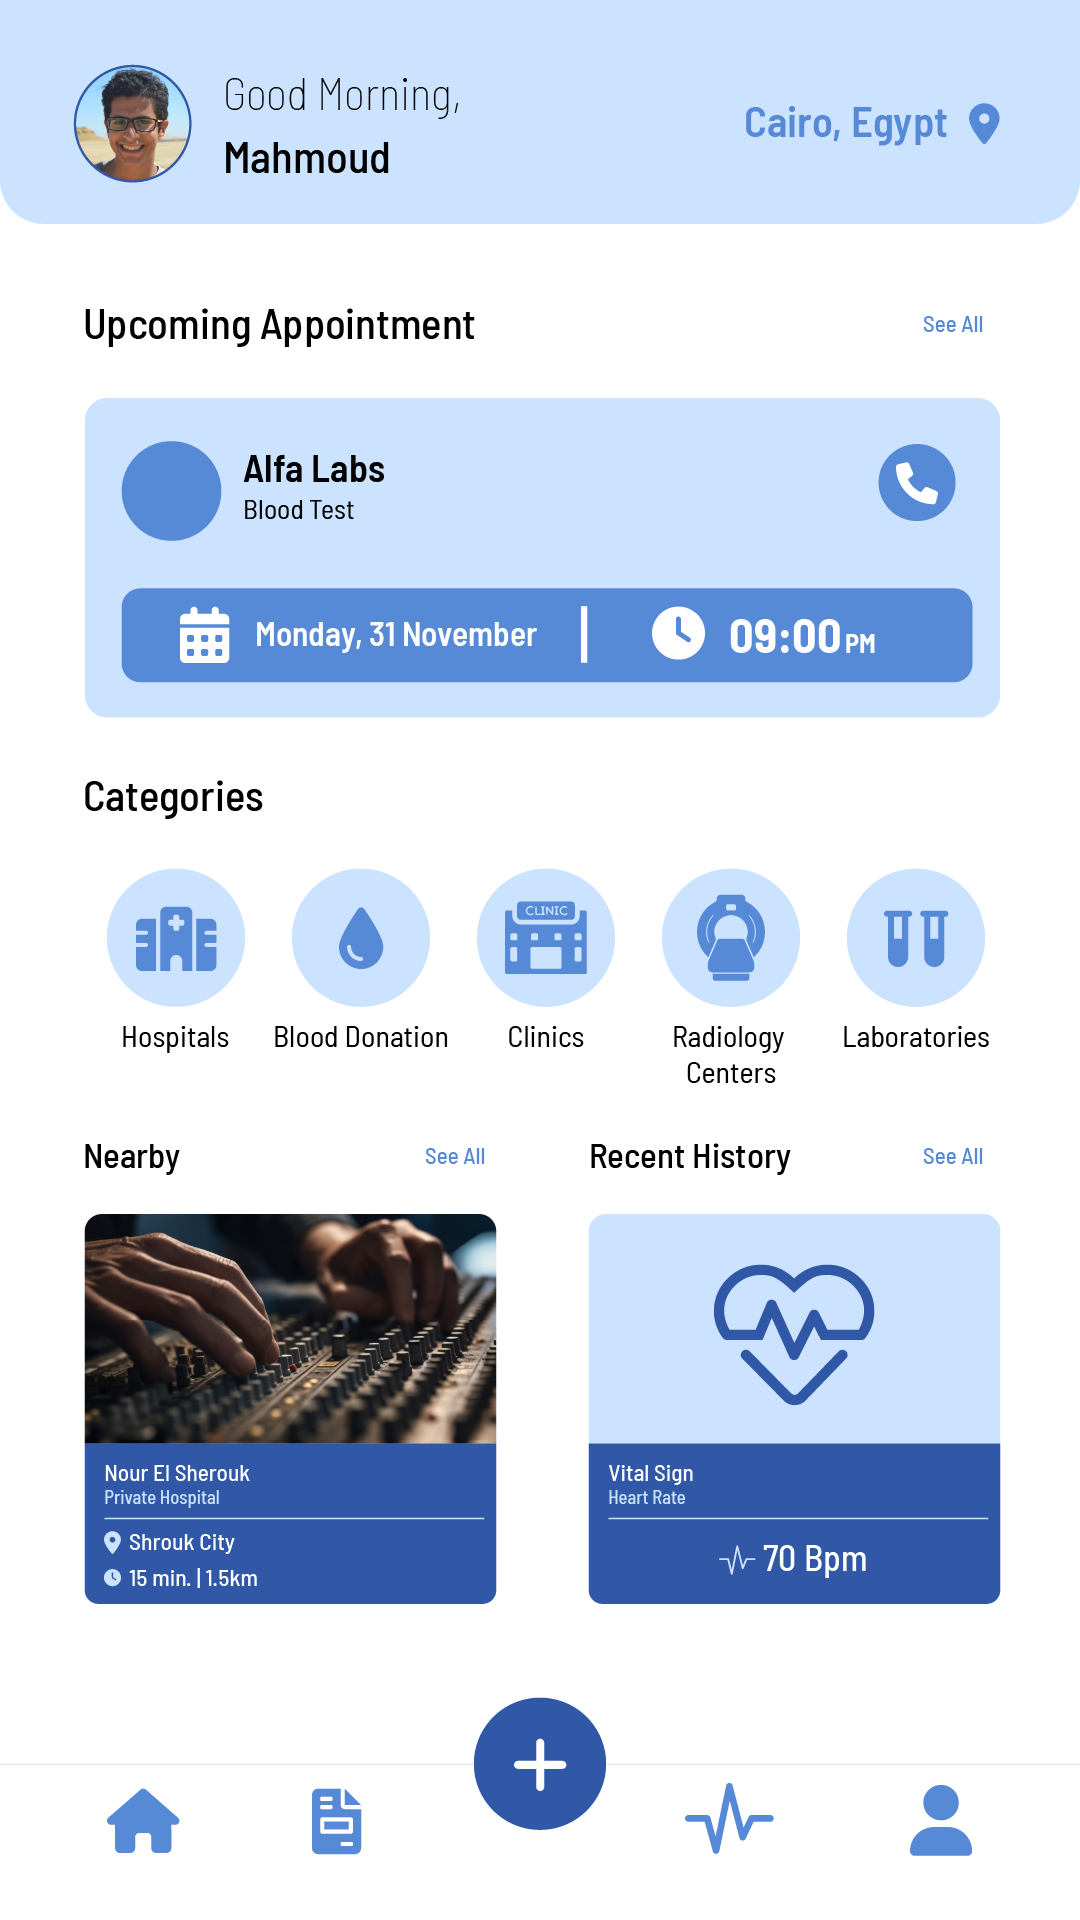 Good Morning,
Mahmoud
Cairo, Egypt
Upcoming Appointment
See All
Alfa Labs
Blood Test
Monday, 31 November
09:00 PM
Categories
CLINIC
Hospitals
Blood Donation
Clinics
Radiology
Centers
Laboratories
Nearby
See All
Recent History
See All
Nour El Sherouk
Private Hospital
Shrouk City
15 min. | 1.5km
Vital Sign
Heart Rate
70 Bpm